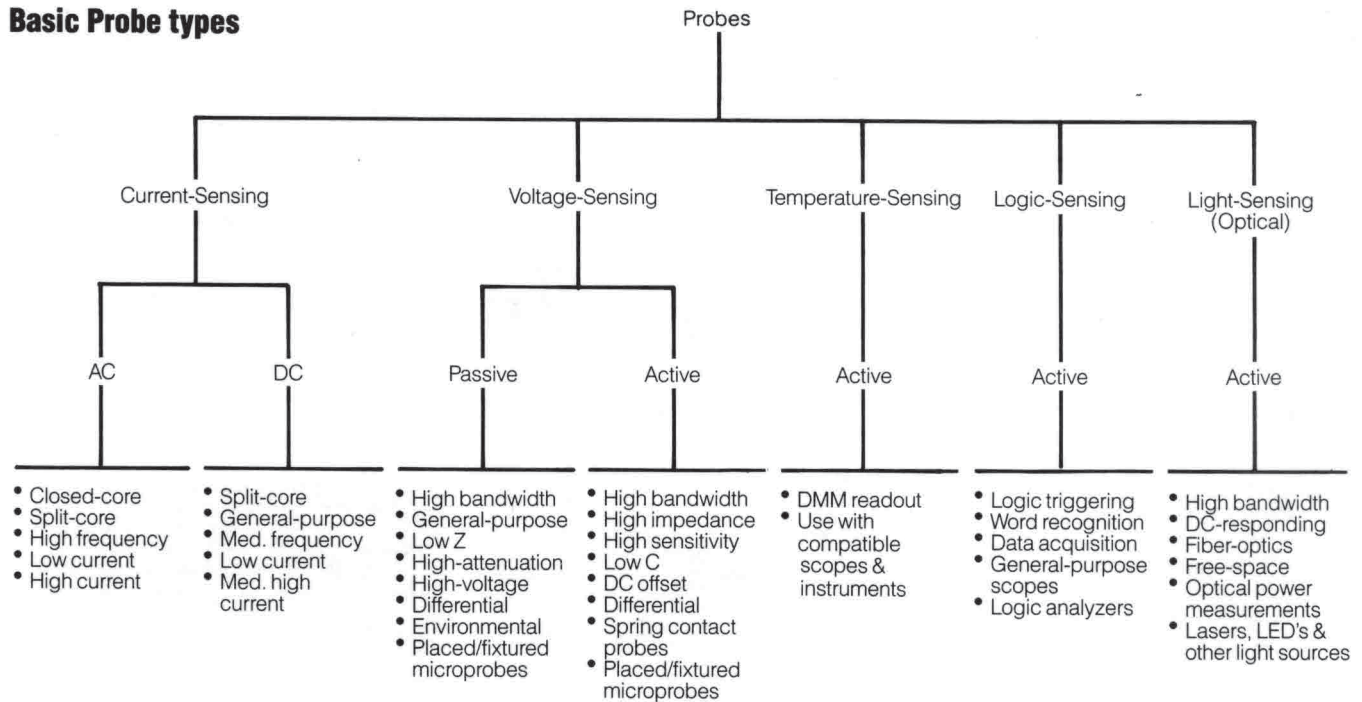 Basic Probe types
Probes
Current-Sensing
Voltage-Sensing
Temperature-Sensing
Logic-Sensing
Light-Sensing
(Optical)
AC
DC
Passive
Active
Active
Active
Active
• Closed-core
• Split-core
• High frequency
• Low current
• High current
• Split-core
• General-purpose
• Med. frequency
• Low current
• Med. high
current
• High bandwidth
• General-purpose
• Low Z
• High-attenuation
• High-voltage
• Differential
• Environmental
• Placed/fixtured
microprobes
• High bandwidth
• High impedance
• High sensitivity
• Low C
• DC offset
• Differential
• Spring contact
probes
• Placed/fixtured
microprobes
• DMM readout
• Use with
compatible
scopes &
instruments
• Logic triggering
• Word recognition
• Data acquisition
• General-purpose
scopes
• Logic analyzers
• High bandwidth
• DC-responding
• Fiber-optics
• Free-space
• Optical power
measurements
• Lasers, LED's &
other light sources